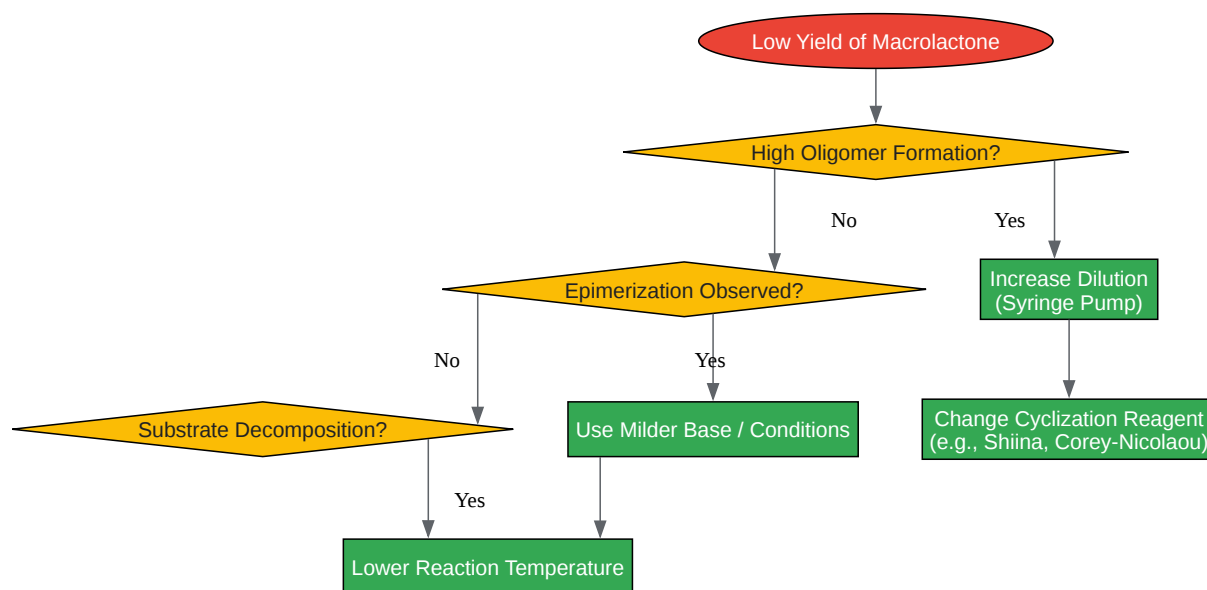 Low Yield of Macrolactone
High Oligomer Formation?
No
Yes
Increase Dilution
(Syringe Pump)
Epimerization Observed?
No
Yes
Change Cyclization Reagent
(e.g., Shiina, Corey-Nicolaou)
Substrate Decomposition?
Use Milder Base / Conditions
Yes
Lower Reaction Temperature